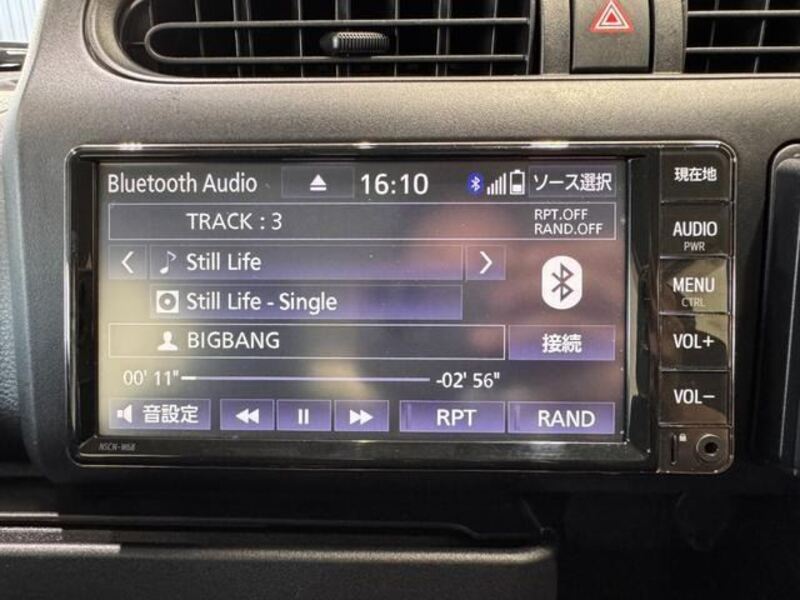 Bluetooth Audio 16:10 ソース選択
TRACK : 3 RPT.OFF
RAND.OFF
Still Life
Still Life - Single
BIGBANG 接続
00' 11" -02' 56"
音設定 RPT RAND
NSCN-W68
現在地
AUDIO
PWR
MENU
CTRL
VOL+
VOL-